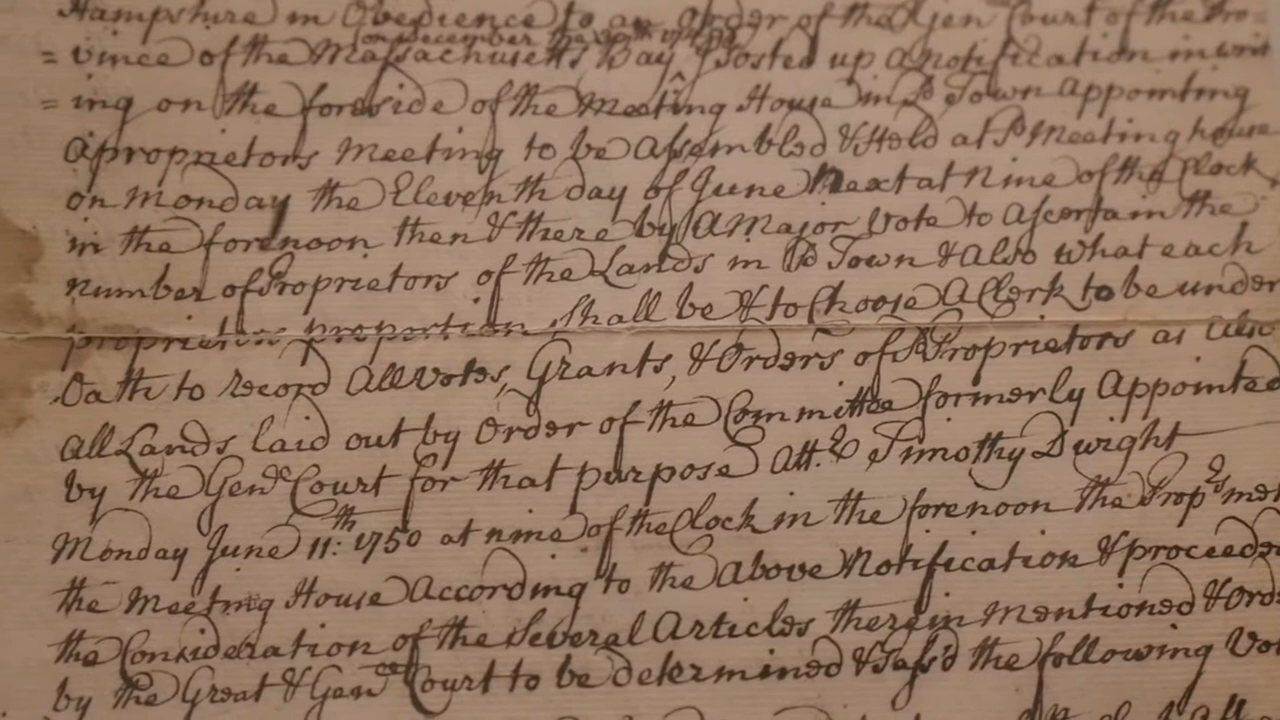 Hampshire in Obedience to an Order of the Gen Court of the Pro=
on december the
= vince of the Massachusetts Bay Posted up a notification in writ
= ing on the foreside of the Meeting House in Sd Town Appointing
A proprietors Meeting to be Assembled & Held at Sd Meeting house
on Monday the Eleventh day of June Next at Nine of the Clock
in the forenoon then & there by A Major Vote to Ascertain the
number of Proprietors of the Lands in Sd Town & Also what each
proprietors proportion Shall be & to Choose A Clerk to be under
Oath to record All Votes, Grants, & Orders of Sd Proprietors as Also
All Lands laid out by Order of the Committee formerly Appointed
by the Genll Court for that purpose Att. Timothy Dwight
Monday June 11:th 1750 at nine of the Clock in the forenoon the Proprs met
the Meeting House According to the Above Notification & proceeded
the Consideration of the Several Articles therein Mentioned & Ord
by the Great & Genll Court to be determined & Pass'd the following Vo